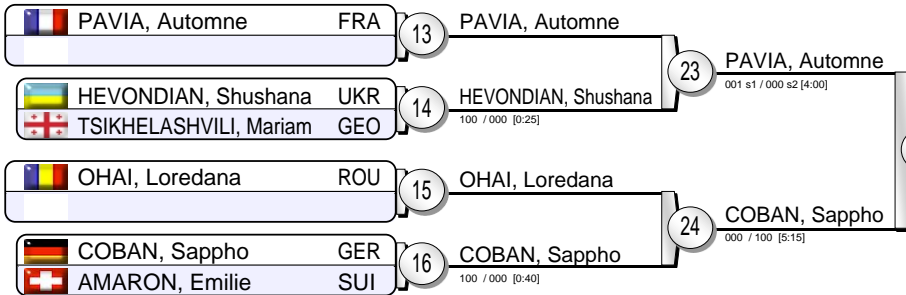 PAVIA, Automne FRA
13
PAVIA, Automne
HEVONDIAN, Shushana UKR
TSIKHELASHVILI, Mariam GEO
14
HEVONDIAN, Shushana
100 / 000 [0:25]
23
PAVIA, Automne
001 s1 / 000 s2 [4:00]
OHAI, Loredana ROU
15
OHAI, Loredana
COBAN, Sappho GER
AMARON, Emilie SUI
16
COBAN, Sappho
100 / 000 [0:40]
24
COBAN, Sappho
000 / 100 [5:15]